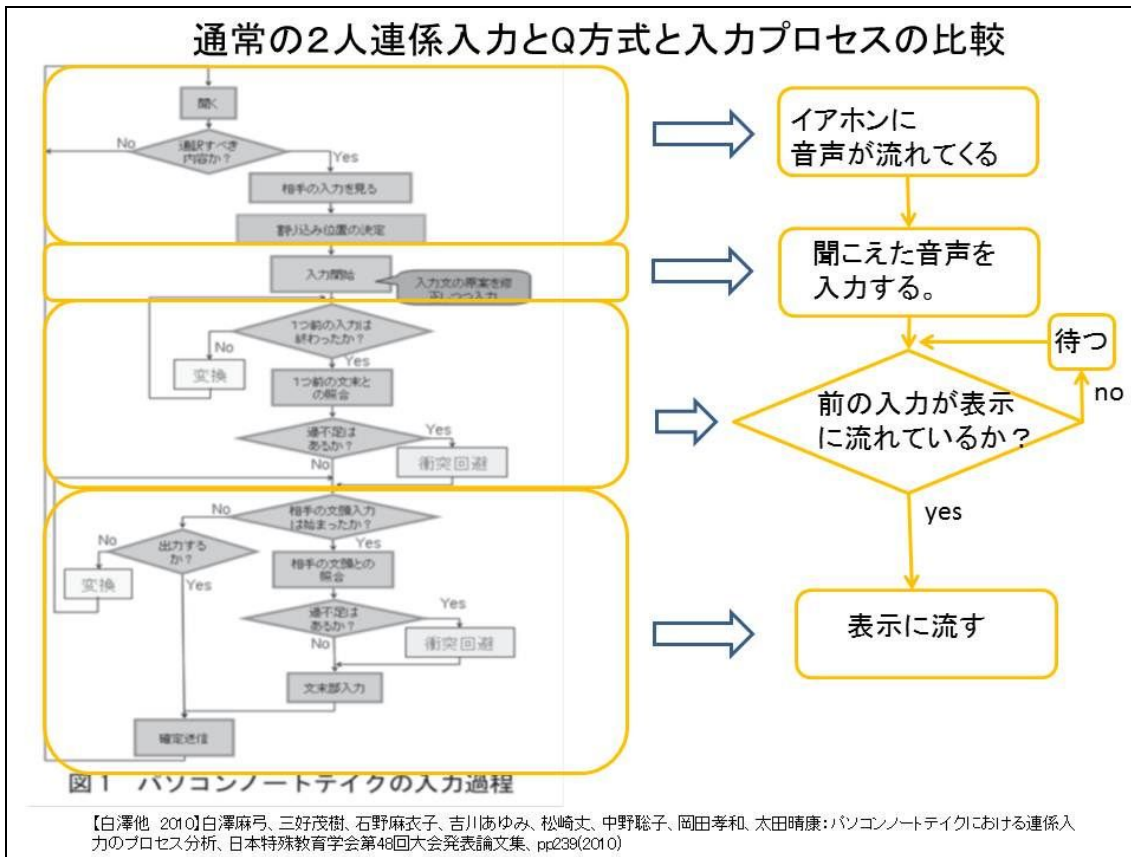 通常の２人連係入力とQ方式と入力プロセスの比較
聞く
通訳すべき
内容か？
No
Yes
相手の入力を見る
割り込み位置の決定
入力開始
入力文の原案を修
正しつつ入力
1つ前の入力は
終わったか？
No
Yes
変換
1つ前の文末と
の照合
過不足は
あるか？
Yes
No
衝突回避
相手の文頭入力
は始まったか？
No
Yes
出力する
か？
No
Yes
変換
相手の文頭との
照合
過不足は
あるか？
Yes
No
衝突回避
文末部入力
確定送信
図1　パソコンノートテイクの入力過程
イアホンに
音声が流れてくる
聞こえた音声を
入力する。
待つ
no
前の入力が表示
に流れているか？
yes
表示に流す
【白澤他 2010】白澤麻弓、三好茂樹、石野麻衣子、吉川あゆみ、松崎丈、中野聡子、岡田孝和、太田晴康：パソコンノートテイクにおける連係入
力のプロセス分析、日本特殊教育学会第48回大会発表論文集、pp239(2010)